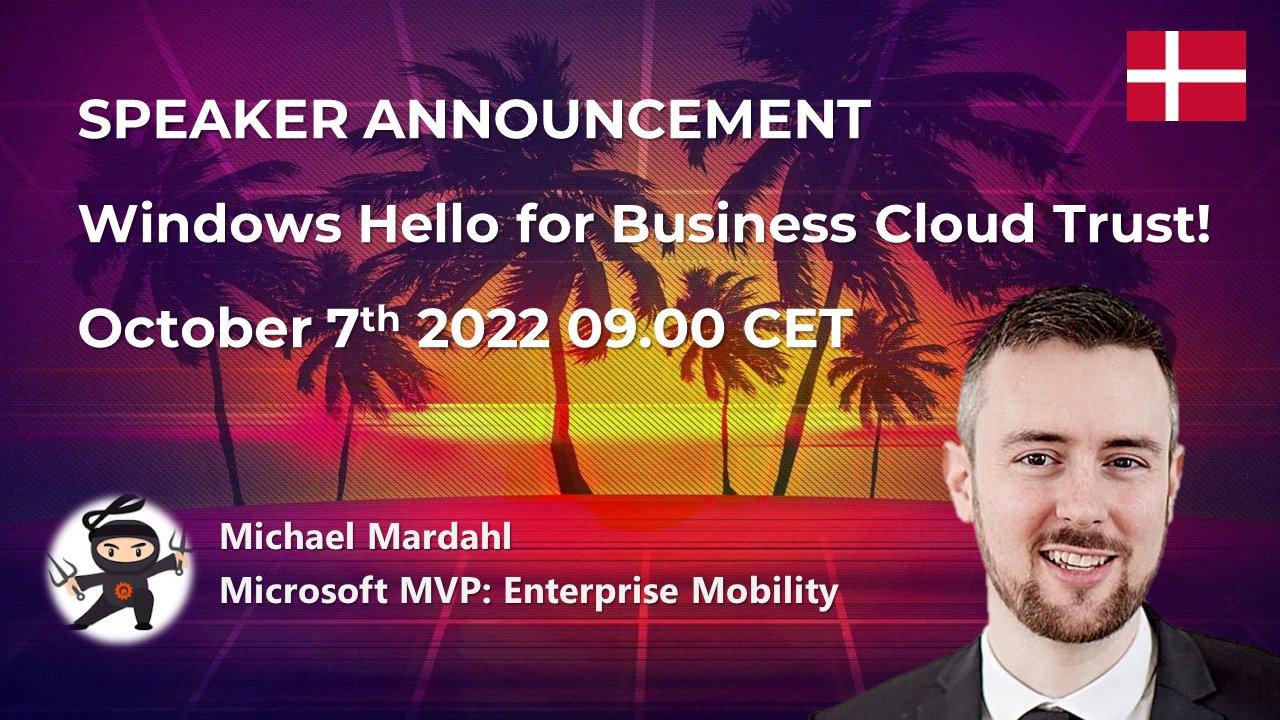 SPEAKER ANNOUNCEMENT
Windows Hello for Business Cloud Trust!
October 7th 2022 09.00 CET
Michael Mardahl
Microsoft MVP: Enterprise Mobility